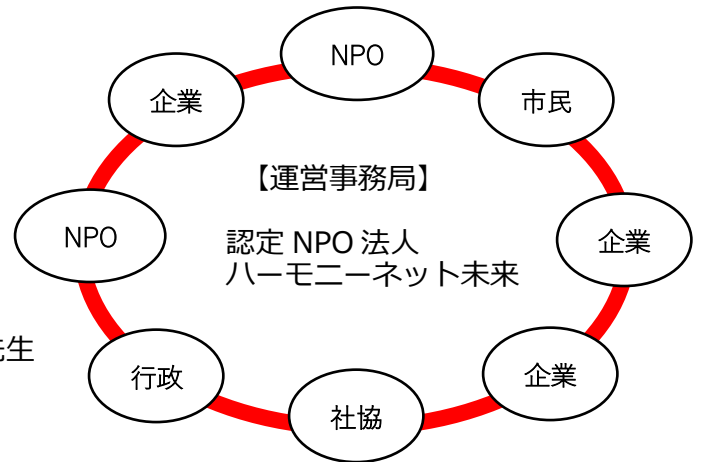 NPO
企業
市民
【運営事務局】
NPO
認定 NPO 法人
企業
ハーモニーネット未来
先生
行政
企業
社協